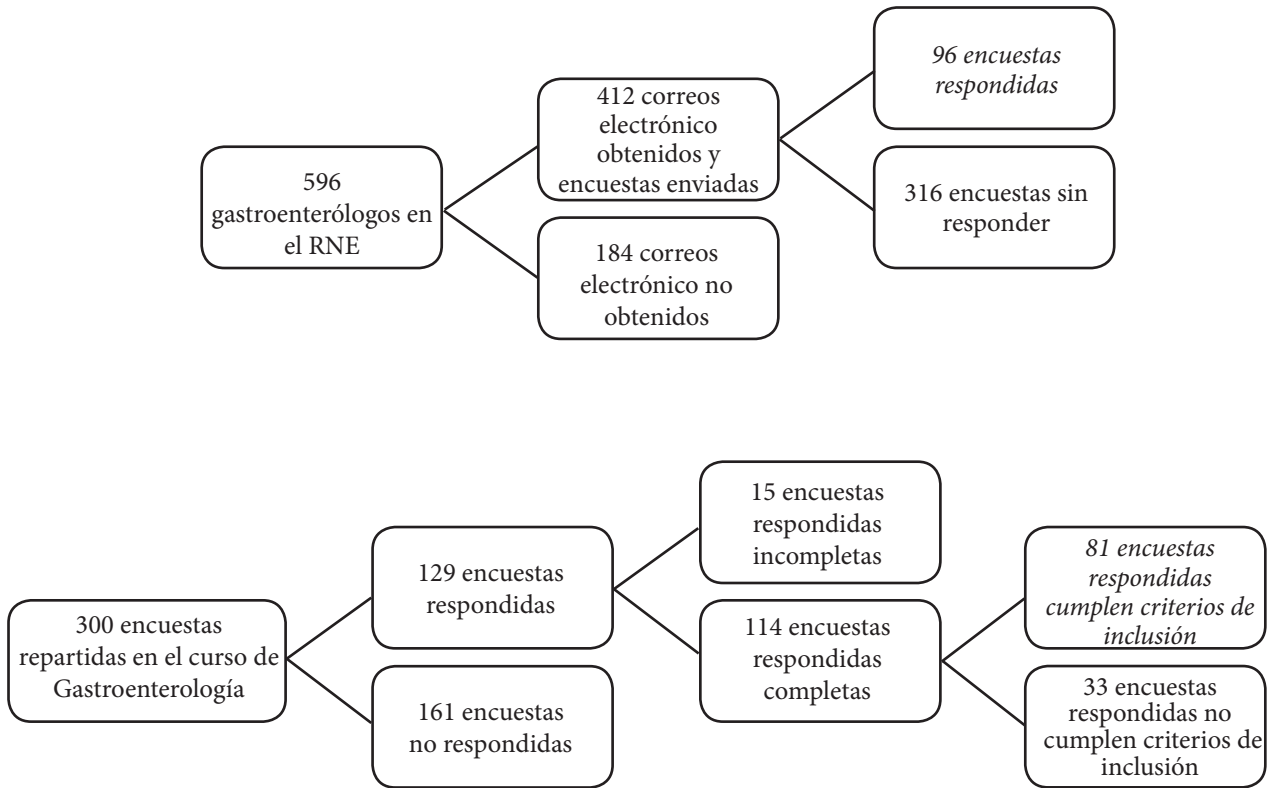 596
gastroenterólogos en
el RNE
412 correos
electrónico
obtenidos y
encuestas enviadas
184 correos
electrónico no
obtenidos
96 encuestas
respondidas
316 encuestas sin
responder
300 encuestas
repartidas en el curso de
Gastroenterología
129 encuestas
respondidas
161 encuestas
no respondidas
15 encuestas
respondidas
incompletas
114 encuestas
respondidas
completas
81 encuestas
respondidas
cumplen criterios de
inclusión
33 encuestas
respondidas no
cumplen criterios de
inclusión